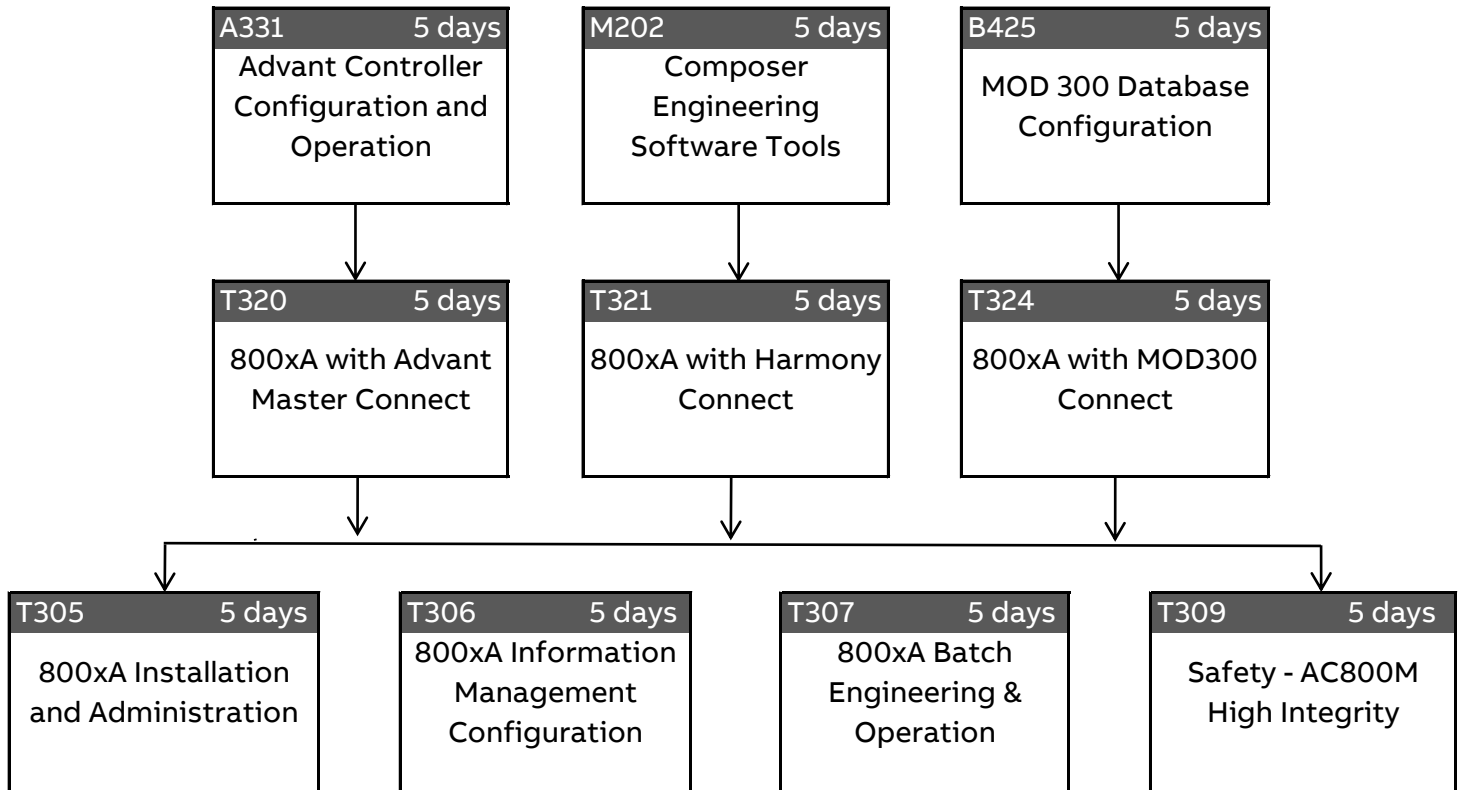 A331 5 days
Advant Controller
Configuration and
Operation
M202 5 days
Composer
Engineering
Software Tools
B425 5 days
MOD 300 Database
Configuration
T320 5 days
800xA with Advant
Master Connect
T321 5 days
800xA with Harmony
Connect
T324 5 days
800xA with MOD300
Connect
T305 5 days
800xA Installation
and Administration
T306 5 days
800xA Information
Management
Configuration
T307 5 days
800xA Batch
Engineering &
Operation
T309 5 days
Safety - AC800M
High Integrity